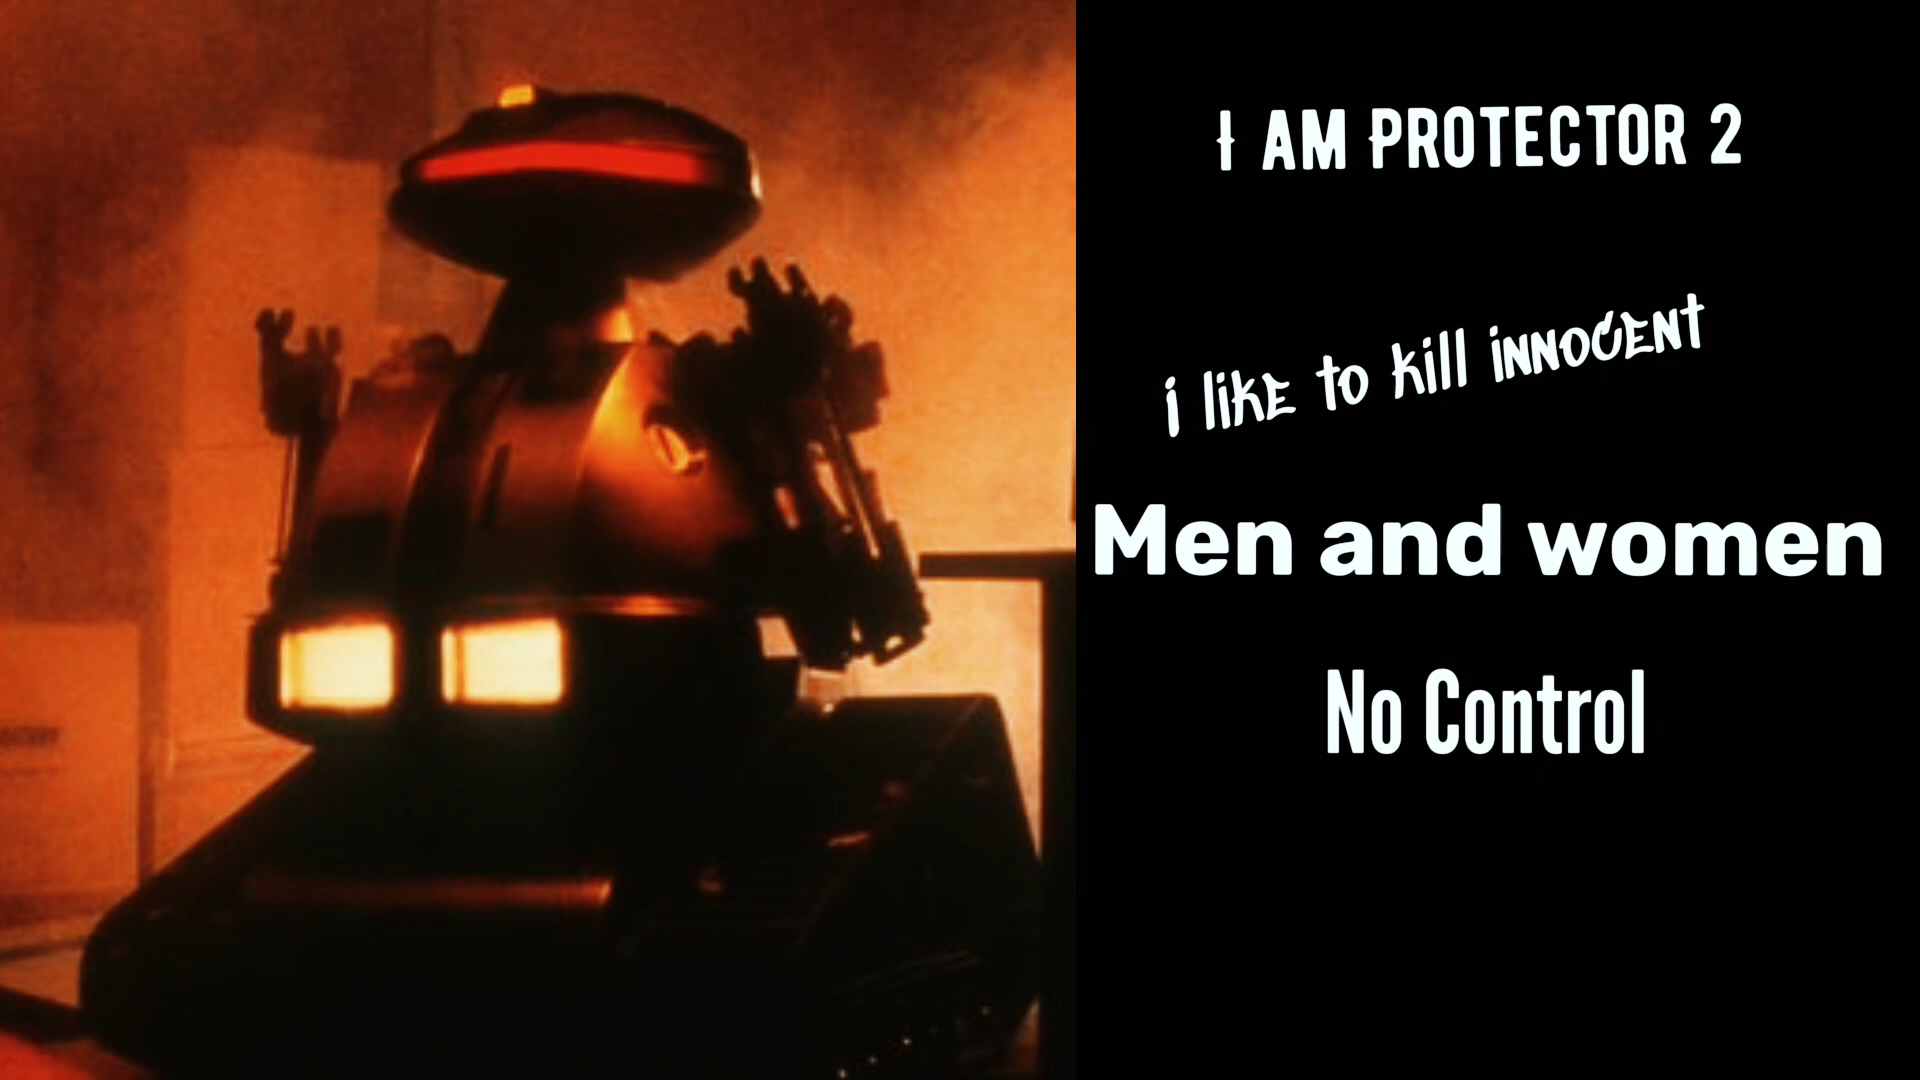 I AM PROTECTOR 2
i like to kill innocent
Men and women
No Control